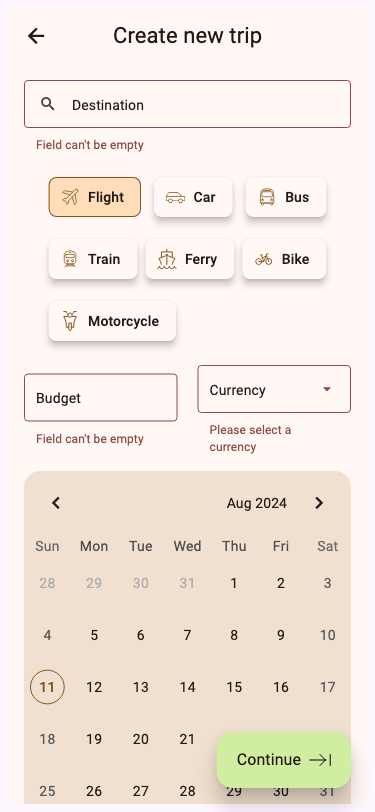 Create new trip
Destination
Field can't be empty
Flight Car Bus
Train Ferry Bike
Motorcycle
Budget
Field can't be empty
Currency
Please select a
currency
Aug 2024
Sun Mon Tue Wed Thu Fri Sat
28 29 30 31 1 2 3
4 5 6 7 8 9 10
11 12 13 14 15 16 17
18 19 20 21
Continue
25 26 27 28 29 30 31